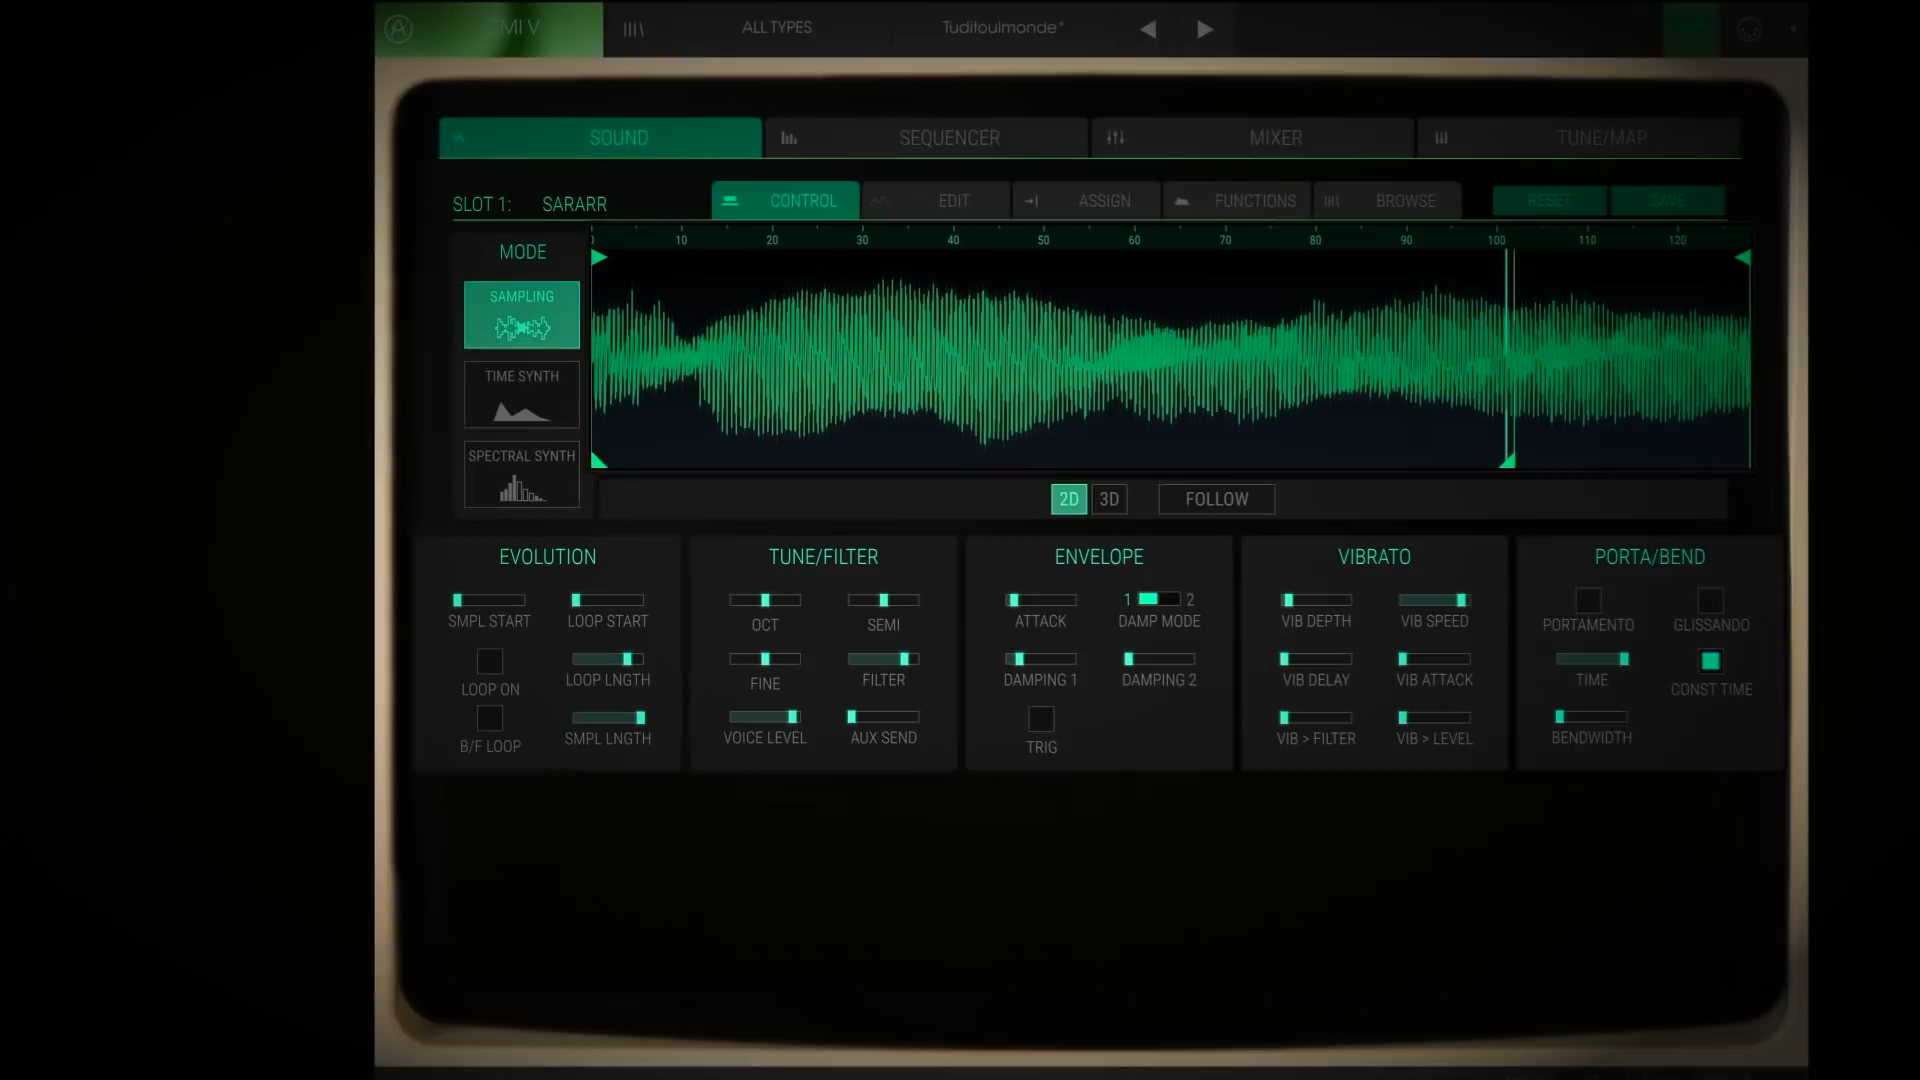 CMI V
ALL TYPES
Tuditoulmonde*
SOUND
SEQUENCER
MIXER
TUNE/MAP
SLOT 1: SARARR
CONTROL
EDIT
ASSIGN
FUNCTIONS
BROWSE
RESET
SAVE
MODE
0 10 20 30 40 50 60 70 80 90 100 110 120
SAMPLING
TIME SYNTH
SPECTRAL SYNTH
2D 3D FOLLOW
EVOLUTION
SMPL START LOOP START
LOOP ON LOOP LNGTH
B/F LOOP SMPL LNGTH
TUNE/FILTER
OCT SEMI
FINE FILTER
VOICE LEVEL AUX SEND
ENVELOPE
1 2
ATTACK DAMP MODE
DAMPING 1 DAMPING 2
TRIG
VIBRATO
VIB DEPTH VIB SPEED
VIB DELAY VIB ATTACK
VIB > FILTER VIB > LEVEL
PORTA/BEND
PORTAMENTO GLISSANDO
TIME CONST TIME
BENDWIDTH